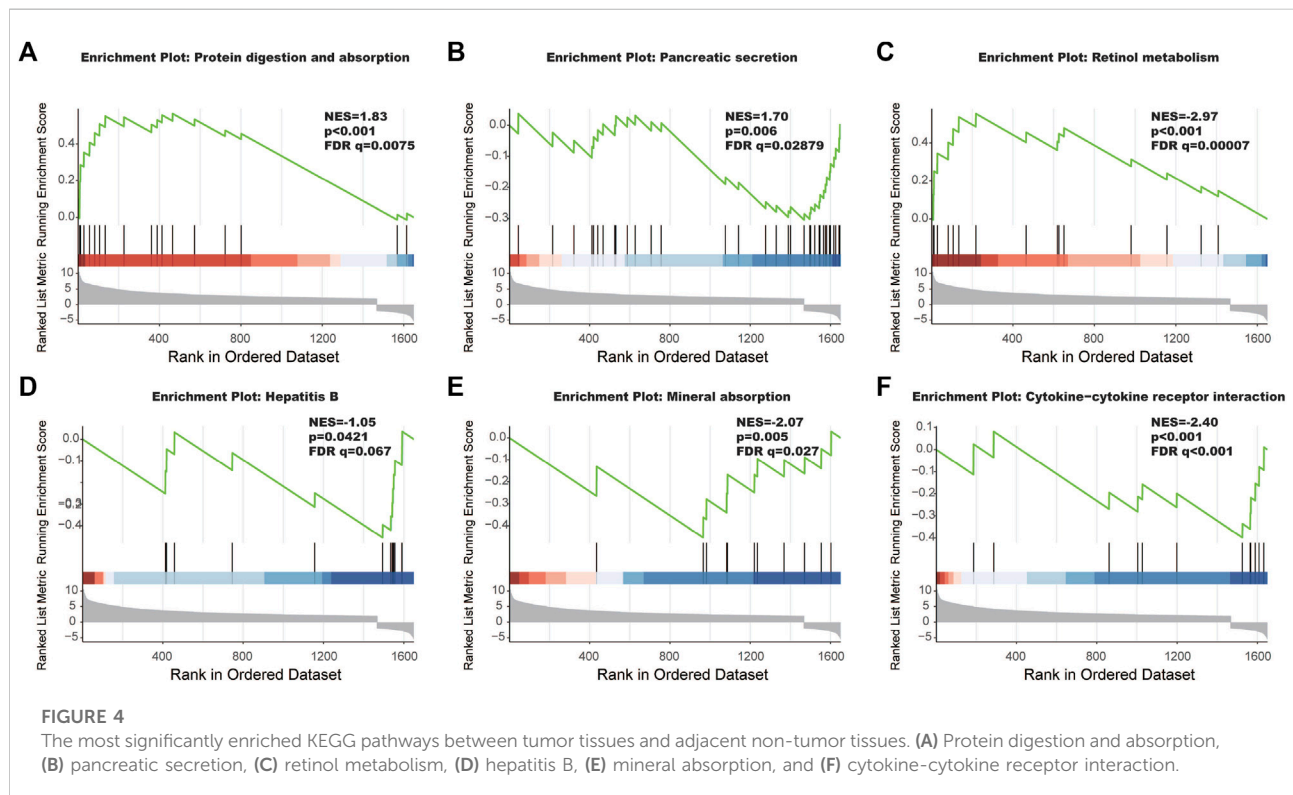 A
Enrichment Plot: Protein digestion and absorption
Running Enrichment Score
0.4
0.2
0.0
NES=1.83
p<0.001
FDR q=0.0075
Ranked List Metric
10
5
0
−5
400
800
1200
1600
Rank in Ordered Dataset
B
Enrichment Plot: Pancreatic secretion
Running Enrichment Score
0.0
−0.1
−0.2
−0.3
NES=1.70
p=0.006
FDR q=0.02879
Ranked List Metric
10
5
0
−5
400
800
1200
1600
Rank in Ordered Dataset
C
Enrichment Plot: Retinol metabolism
Running Enrichment Score
0.4
0.2
0.0
NES=-2.97
p<0.001
FDR q=0.00007
Ranked List Metric
10
5
0
−5
400
800
1200
1600
Rank in Ordered Dataset
D
Enrichment Plot: Hepatitis B
Running Enrichment Score
0.0
−0.1
−0.4
NES=-1.05
p=0.0421
FDR q=0.067
Ranked List Metric
10
5
0
−5
400
800
1200
1600
Rank in Ordered Dataset
E
Enrichment Plot: Mineral absorption
Running Enrichment Score
0.0
−0.1
−0.2
−0.3
−0.4
NES=-2.07
p=0.005
FDR q=0.027
Ranked List Metric
10
5
0
−5
400
800
1200
1600
Rank in Ordered Dataset
F
Enrichment Plot: Cytokine−cytokine receptor interaction
Running Enrichment Score
0.1
0.0
−0.1
−0.2
−0.3
−0.4
NES=-2.40
p<0.001
FDR q<0.001
Ranked List Metric
10
5
0
−5
400
800
1200
1600
Rank in Ordered Dataset
FIGURE 4
The most significantly enriched KEGG pathways between tumor tissues and adjacent non-tumor tissues. (A) Protein digestion and absorption,
(B) pancreatic secretion, (C) retinol metabolism, (D) hepatitis B, (E) mineral absorption, and (F) cytokine-cytokine receptor interaction.